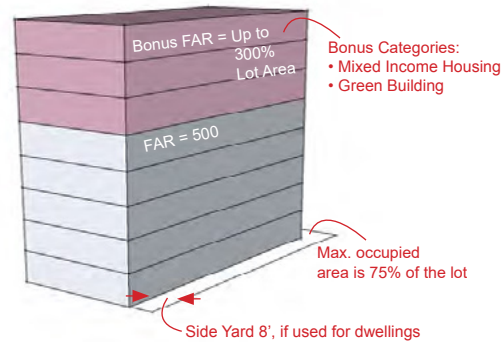 Bonus FAR = Up to
300%
Lot Area
Bonus Categories:
• Mixed Income Housing
• Green Building
FAR = 500
Max. occupied
area is 75% of the lot
Side Yard 8', if used for dwellings